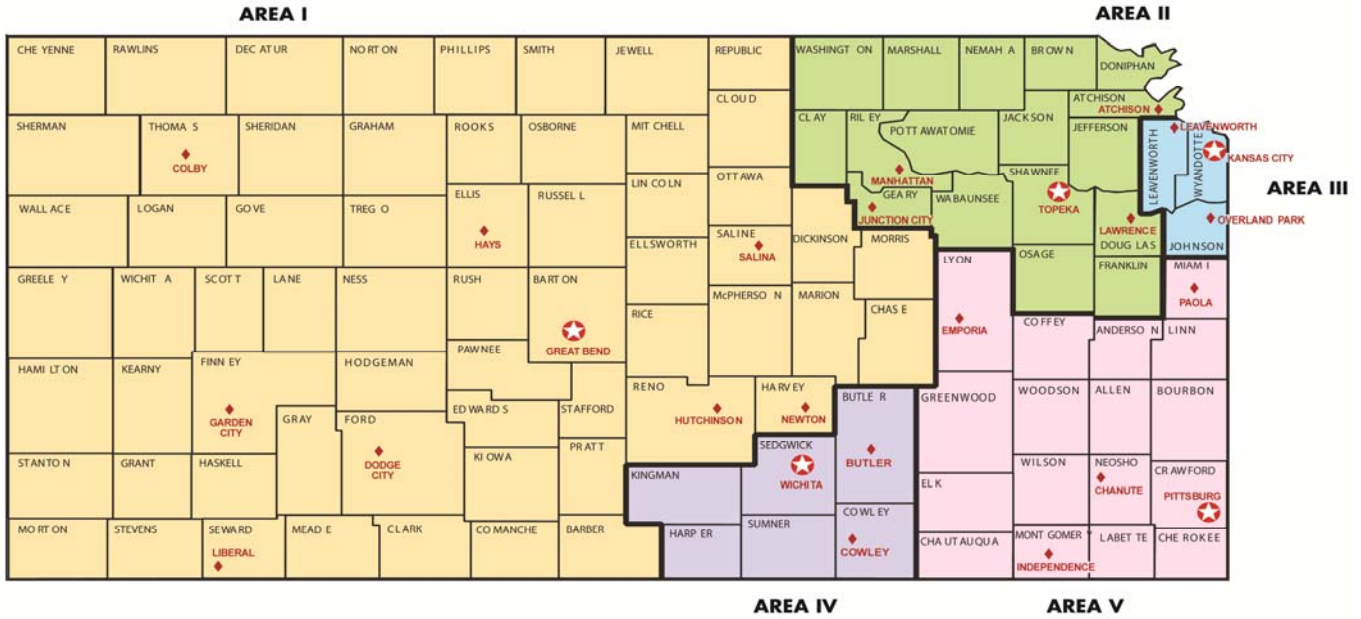 AREA I
AREA II
CHEYENNE RAWLINS DECATUR NORTON PHILLIPS SMITH JEWELL REPUBLIC WASHINGTON MARSHALL NEMAHA BROWN
DONIPHAN
CLOUD ATCHISON
ATCHISON
SHERMAN THOMAS SHERIDAN GRAHAM ROOKS OSBORNE MITCHELL CLAY RILEY POTTAWATOMIE JACKSON JEFFERSON LEAVENWORTH
COLBY LEAVENWORTH WYANDOTTE KANSAS CITY
OTTAWA MANHATTAN SHAWNEE
LINCOLN
AREA III
WALLACE LOGAN GOVE TREGO ELLIS RUSSELL GEARY WABAUNSEE
HAYS JUNCTION CITY TOPEKA LAWRENCE OVERLAND PARK
ELLSWORTH SALINE DICKINSON MORRIS DOUGLAS JOHNSON
SALINA
OSAGE
LYON FRANKLIN MIAMI
GREELEY WICHITA SCOTT LANE NESS RUSH BARTON
McPHERSON MARION PAOLA
RICE CHASE
GREAT BEND EMPORIA COFFEY ANDERSON LINN
PAWNEE
HAMILTON KEARNY FINNEY HODGEMAN
RENO HARVEY
GREENWOOD WOODSON ALLEN BOURBON
BUTLER
GARDEN
CITY
GRAY FORD EDWARDS STAFFORD
HUTCHINSON NEWTON
PRATT SEDGWICK
KIOWA
DODGE
CITY
BUTLER
STANTON GRANT HASKELL
WILSON NEOSHO CRAWFORD
KINGMAN WICHITA
ELK CHANUTE PITTSBURG
COWLEY
MORTON STEVENS SEWARD MEADE CLARK COMANCHE BARBER HARPER SUMNER
CHAUTAUQUA MONTGOMERY LABETTE CHEROKEE
LIBERAL COWLEY INDEPENDENCE
AREA IV
AREA V